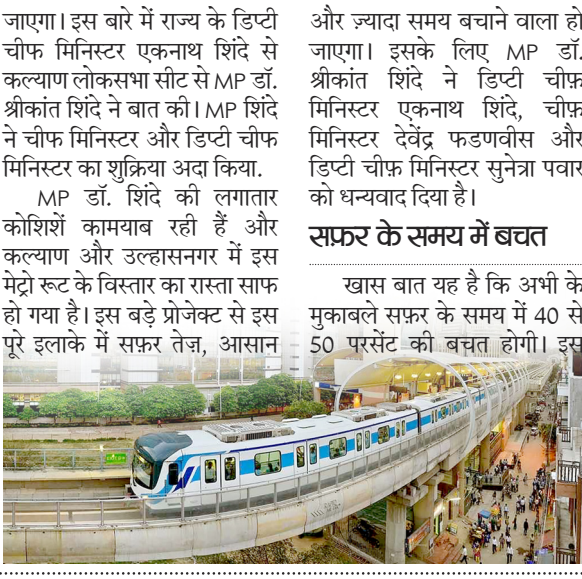 जाएगा। इस बारे में राज्य के डिप्टी
चीफ मिनिस्टर एकनाथ शिंदे से
कल्याण लोकसभा सीट से MP डॉ.
श्रीकांत शिंदे ने बात की। MP शिंदे
ने चीफ मिनिस्टर और डिप्टी चीफ
मिनिस्टर का शुक्रिया अदा किया.
MP डॉ. शिंदे की लगातार
कोशिशें कामयाब रही हैं और
कल्याण और उल्हासनगर में इस
मेट्रो रूट के विस्तार का रास्ता साफ
हो गया है। इस बड़े प्रोजेक्ट से इस
पूरे इलाके में सफ़र तेज़, आसान
और ज़्यादा समय बचाने वाला हो
जाएगा। इसके लिए MP डॉ.
श्रीकांत शिंदे ने डिप्टी चीफ़
मिनिस्टर एकनाथ शिंदे, चीफ़
मिनिस्टर देवेंद्र फडणवीस और
डिप्टी चीफ़ मिनिस्टर सुनेत्रा पवार
को धन्यवाद दिया है।
सफ़र के समय में बचत
खास बात यह है कि अभी के
मुकाबले सफ़र के समय में 40 से
50 परसेंट की बचत होगी। इस